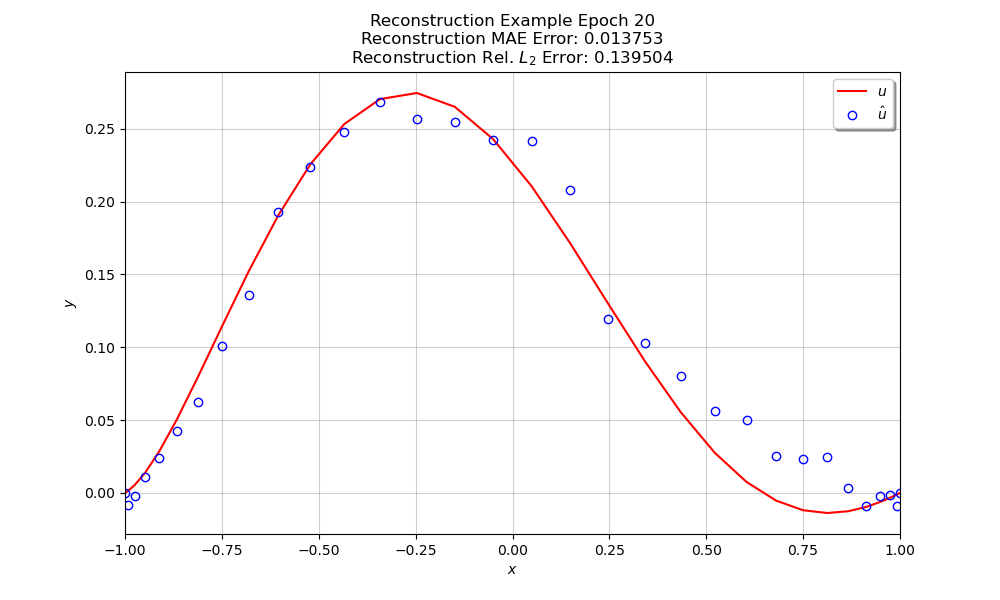 Reconstruction Example Epoch 20
Reconstruction MAE Error: 0.013753
Reconstruction Rel. $L_2$ Error: 0.139504
u
û
0.25
0.20
0.15
0.10
0.05
0.00
y
−1.00 −0.75 −0.50 −0.25 0.00 0.25 0.50 0.75 1.00
x